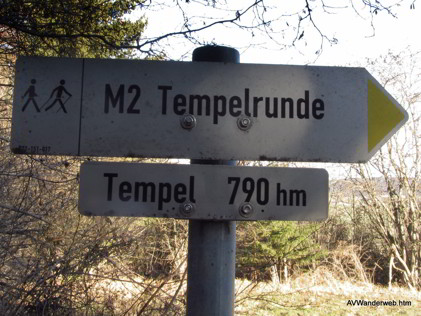 M2 Tempelrunde
Tempel 790 hm
AVWanderweb.htm